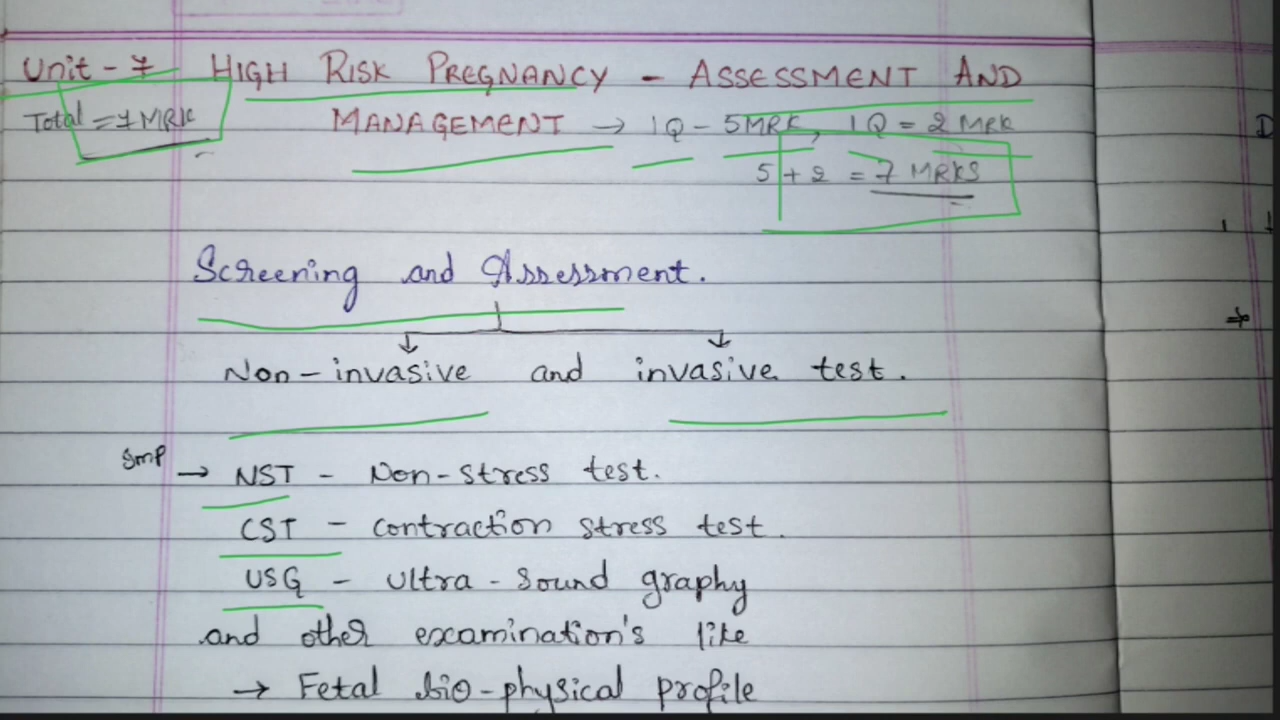 Unit - 7 HIGH RISK PREGNANCY - ASSESSMENT AND
Total = 7 MRK MANAGEMENT → 1Q - 5MRK, 1Q = 2 MRK
5 + 2 = 7 MRKS
Screening and Assessment.
Non-invasive and invasive test.
Imp → NST - Non-stress test.
CST - contraction stress test.
USG - Ultra-sound graphy
and other examination's like
→ Fetal bio-physical profile